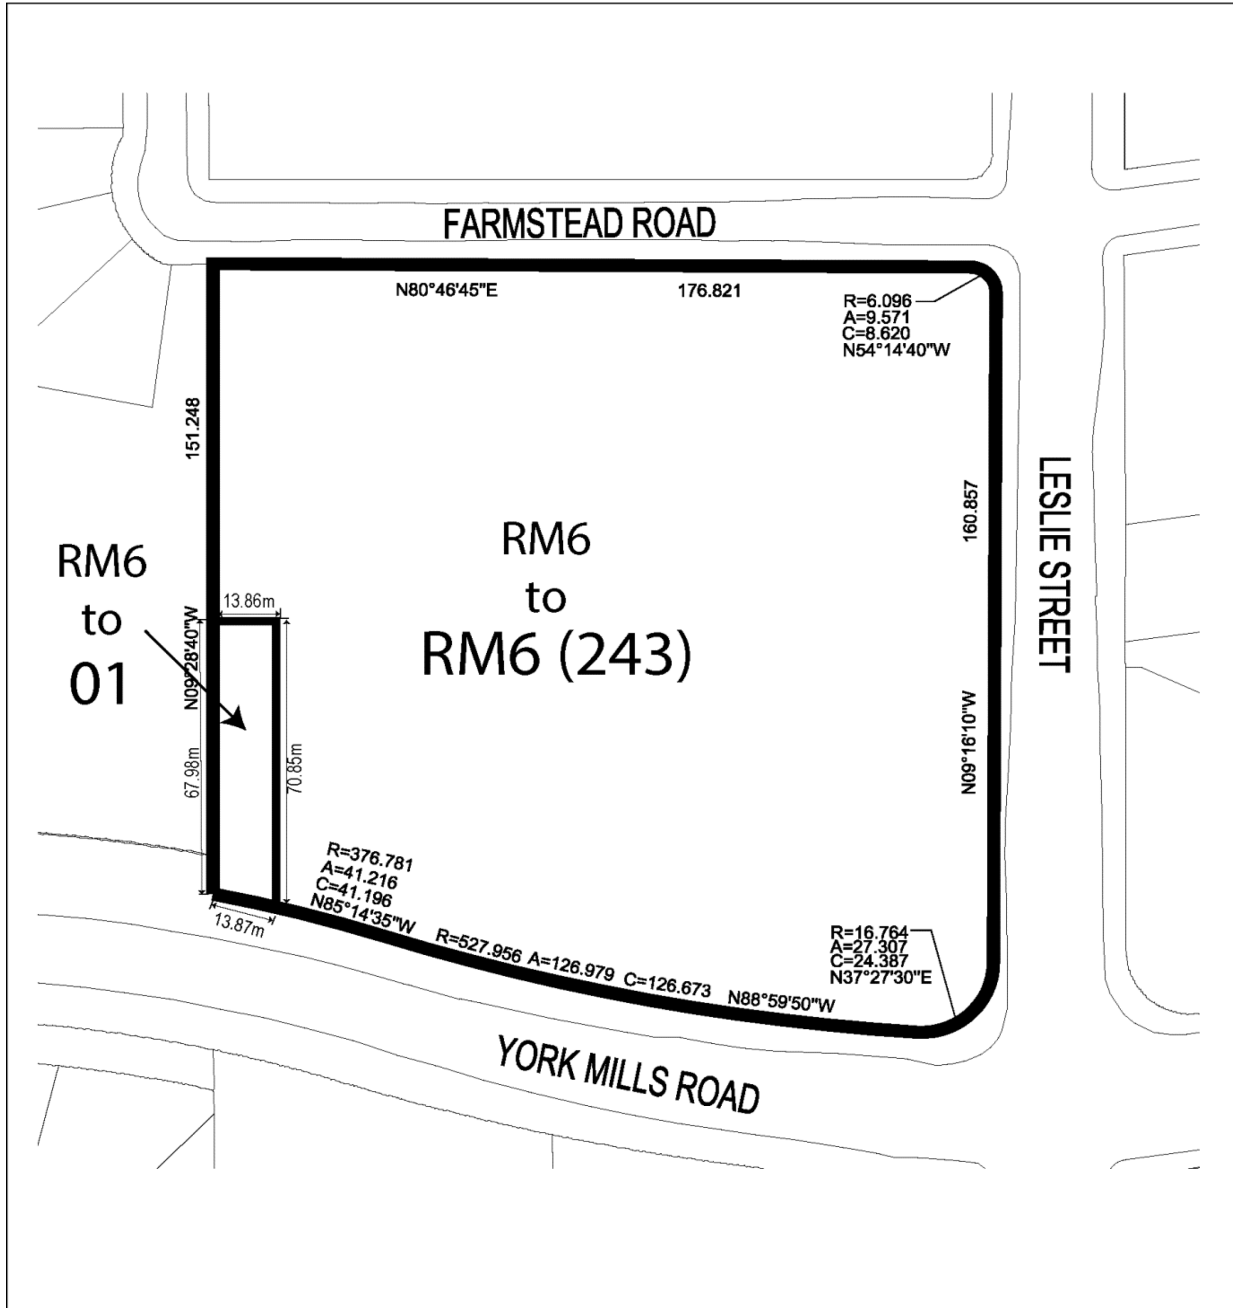 FARMSTEAD ROAD
N80°46'45"E
176.821
R=6.096
A=9.571
C=8.620
N54°14'40"W
151.248
LESLIE STREET
160.857
RM6
to
RM6 (243)
RM6
to
01
13.86m
N09°28'40"W
67.98m
70.85m
N09°16'10"W
R=376.781
A=41.216
C=41.196
N85°14'35"W
13.87m
R=527.956 A=126.979 C=126.673 N88°59'50"W
R=16.764
A=27.307
C=24.387
N37°27'30"E
YORK MILLS ROAD